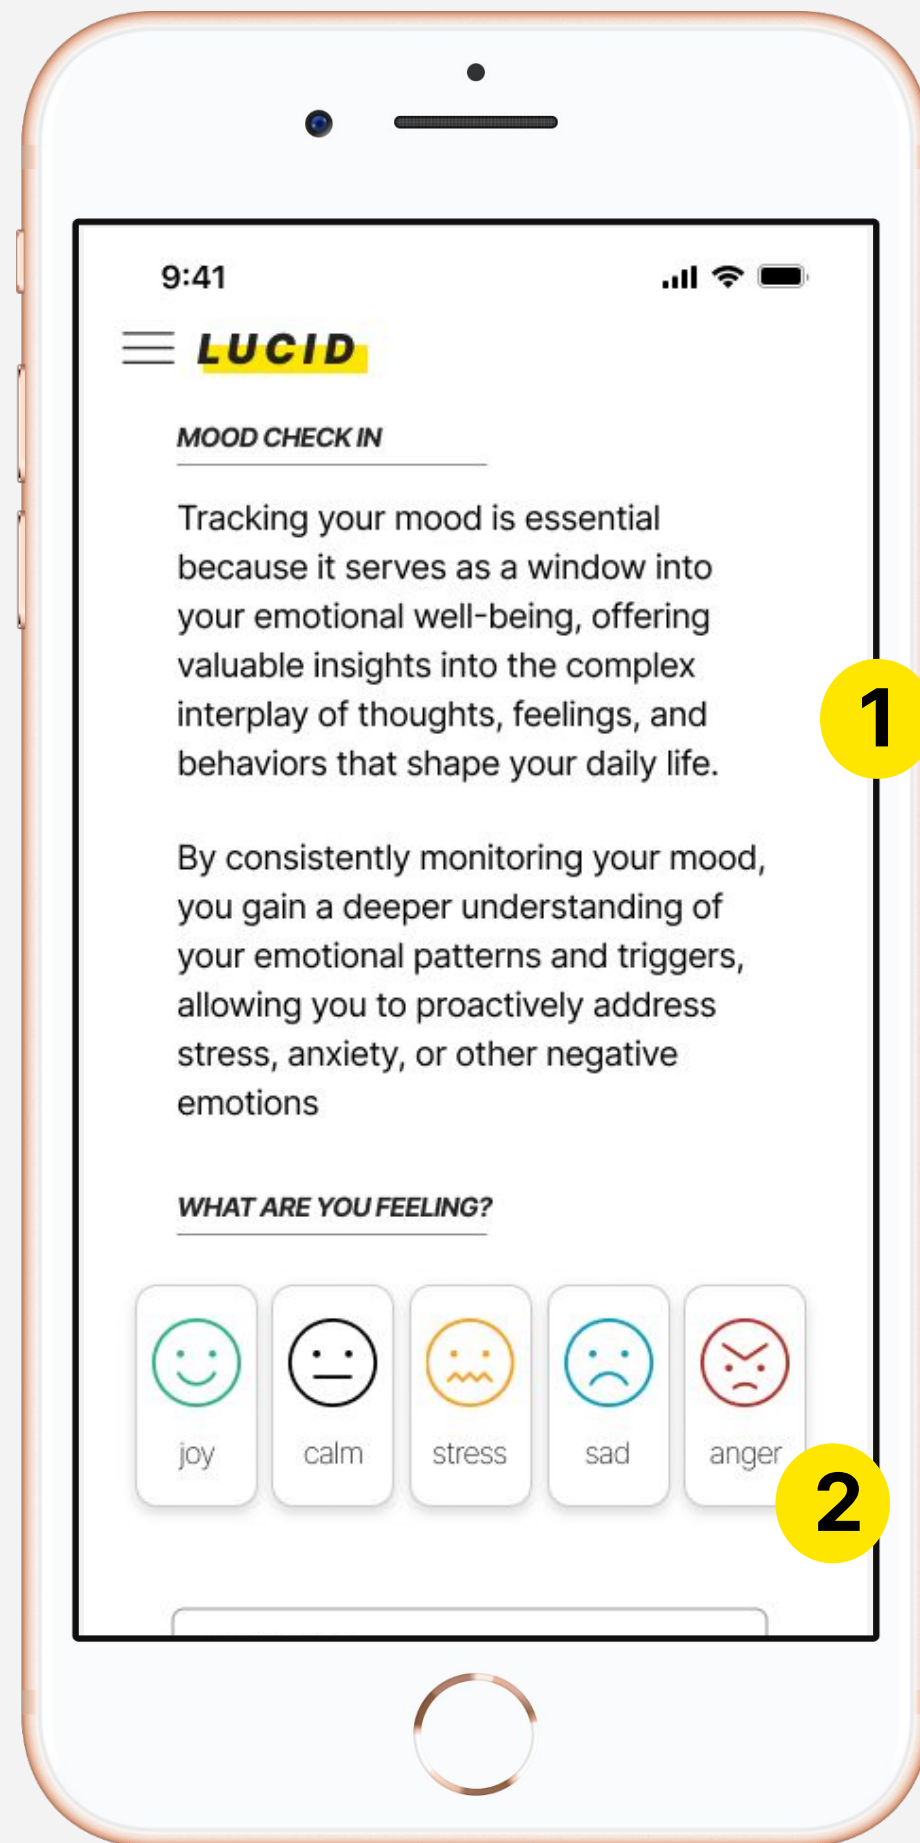 9:41
LUCID
MOOD CHECK IN
Tracking your mood is essential
because it serves as a window into
your emotional well-being, offering
valuable insights into the complex
interplay of thoughts, feelings, and
behaviors that shape your daily life.
1
By consistently monitoring your mood,
you gain a deeper understanding of
your emotional patterns and triggers,
allowing you to proactively address
stress, anxiety, or other negative
emotions
WHAT ARE YOU FEELING?
joy calm stress sad anger
2